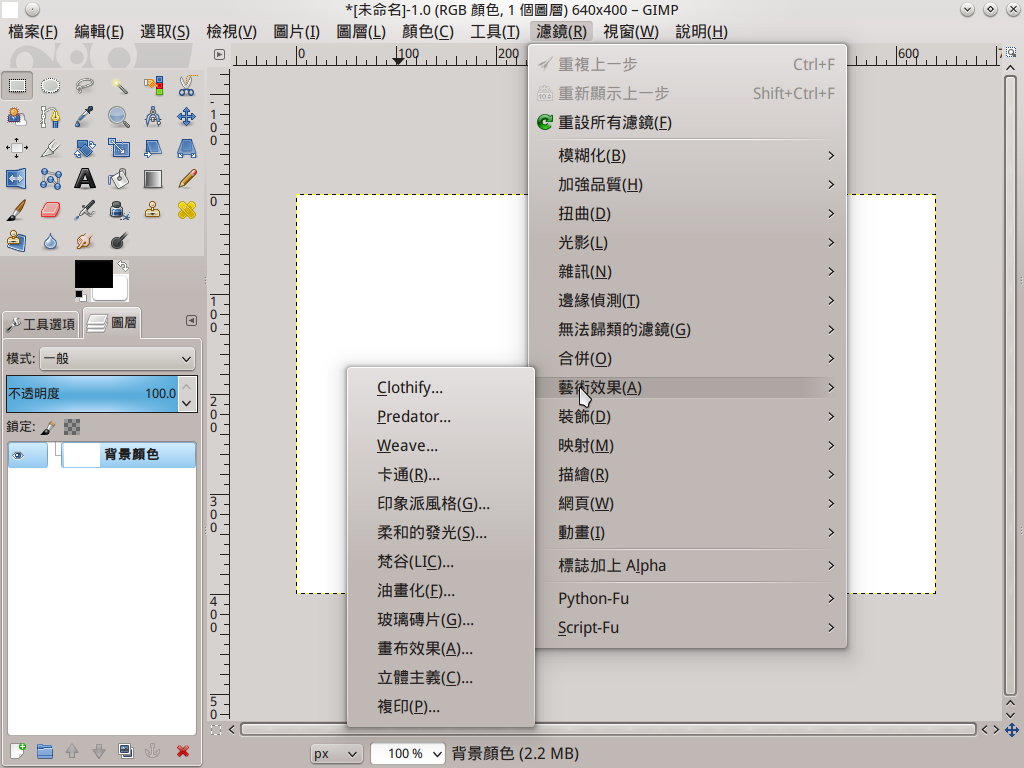 *[未命名]-1.0 (RGB 顏色, 1 個圖層) 640x400 – GIMP
檔案(F) 編輯(E) 選取(S) 檢視(V) 圖片(I) 圖層(L) 顏色(C) 工具(T) 濾鏡(R) 視窗(W) 說明(H)
0 100 200 600
-100
0
100
200
300
400
50
重複上一步 Ctrl+F
重新顯示上一步 Shift+Ctrl+F
重設所有濾鏡(F)
模糊化(B)
加強品質(H)
扭曲(D)
光影(L)
雜訊(N)
邊緣偵測(T)
無法歸類的濾鏡(G)
合併(O)
藝術效果(A)
裝飾(D)
映射(M)
描繪(R)
網頁(W)
動畫(I)
標誌加上 Alpha
Python-Fu
Script-Fu
Clothify...
Predator...
Weave...
卡通(R)...
印象派風格(G)...
柔和的發光(S)...
梵谷(LIC)...
油畫化(F)...
玻璃磚片(G)...
畫布效果(A)...
立體主義(C)...
複印(P)...
工具選項 圖層
模式: 一般
不透明度 100.0
鎖定:
背景顏色
px 100 % 背景顏色 (2.2 MB)